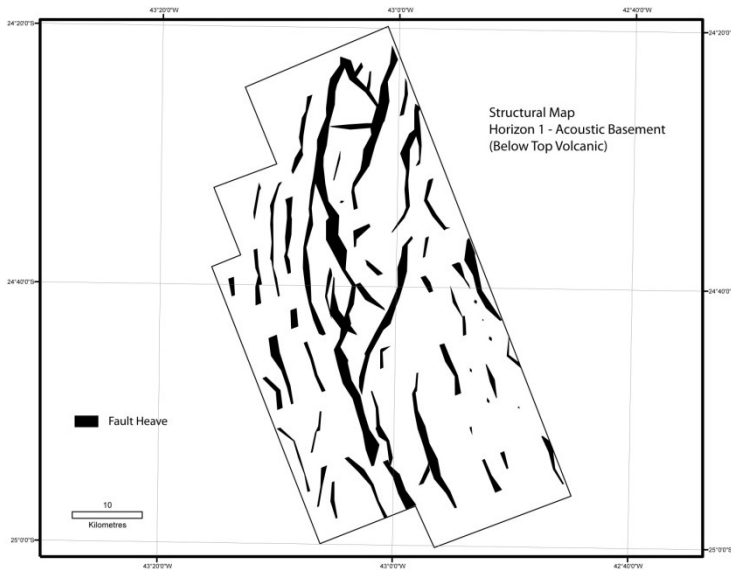 43°20'0"W
43°0'0"W
42°40'0"W
24°20'0"S
24°20'0"S
Structural Map
Horizon 1 - Acoustic Basement
(Below Top Volcanic)
24°40'0"S
24°40'0"S
Fault Heave
10
Kilometres
25°0'0"S
25°0'0"S
43°20'0"W
43°0'0"W
42°40'0"W